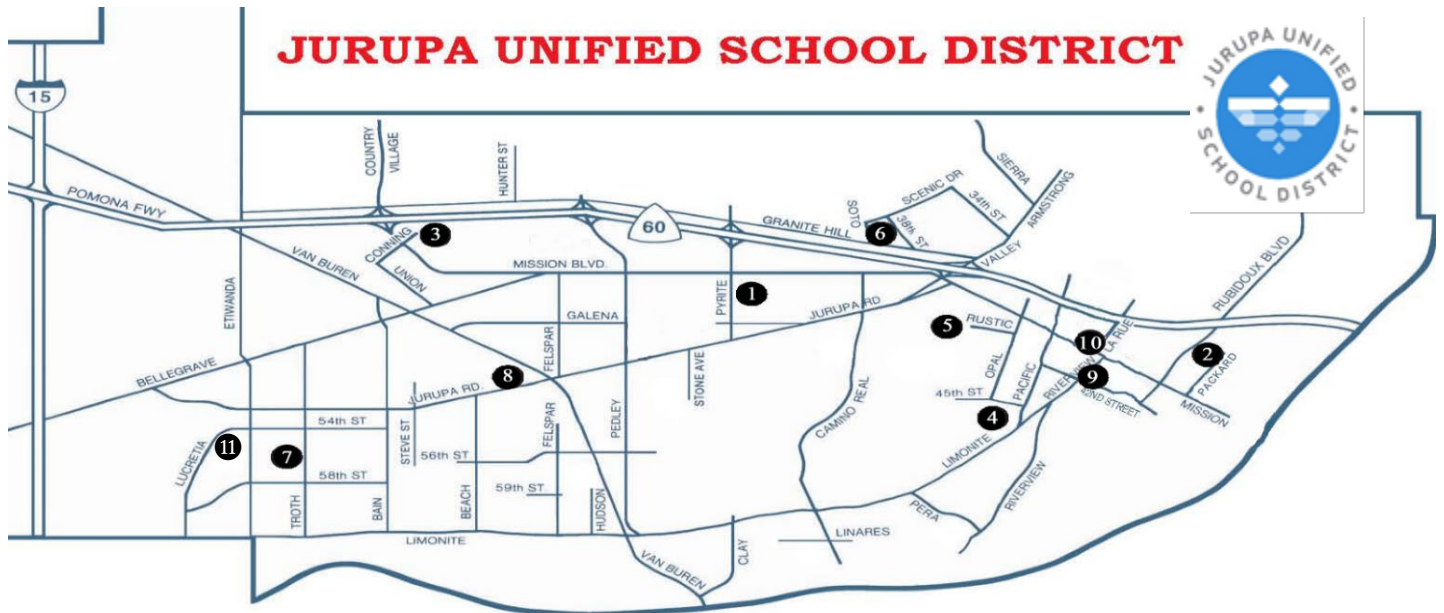 JURUPA UNIFIED SCHOOL DISTRICT
JURUPA UNIFIED
• SCHOOL DISTRICT •
15
POMONA FWY
COUNTRY
VILLAGE
HUNTER ST
SIERRA
SCENIC DR
34th ST
ARMSTRONG
SOTO
38th ST
6
GRANITE HILL
VALLEY
60
3
CONNING
UNION
VAN BUREN
MISSION BLVD.
RUBIDOUX BLVD
ETIWANDA
PYRITE
1
JURUPA RD
GALENA
FELSPAR
5
RUSTIC
10
LA RUE
2
PACKARD
BELLEGRAVE
8
JURUPA RD.
STONE AVE
OPAL
PACIFIC
RIVERVIEW
9
42ND STREET
MISSION
45th ST
4
CAMINO REAL
54th ST
STEVE ST
FELSPAR
PEDLEY
LIMONITE
11
LUCRETIA
7
56th ST
58th ST
59th ST
TROTH
BAIN
BEACH
HUDSON
RIVERVIEW
PERA
LIMONITE
VAN BUREN
CLAY
LINARES